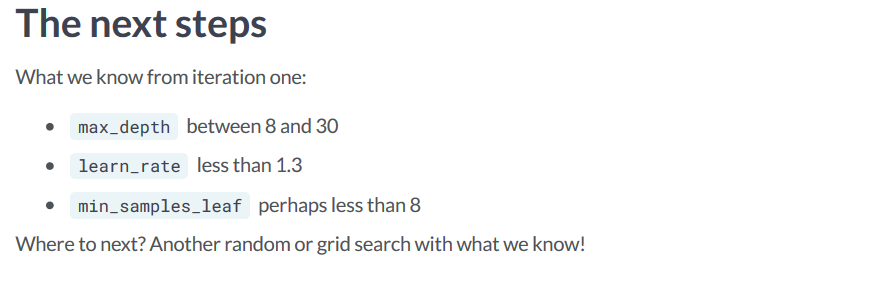 The next steps
What we know from iteration one:
• max_depth between 8 and 30
• learn_rate less than 1.3
• min_samples_leaf perhaps less than 8
Where to next? Another random or grid search with what we know!